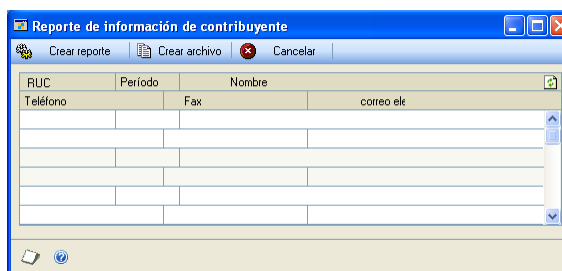 Reporte de información de contribuyente
Crear reporte Crear archivo Cancelar
RUC Período Nombre
Teléfono Fax correo ele